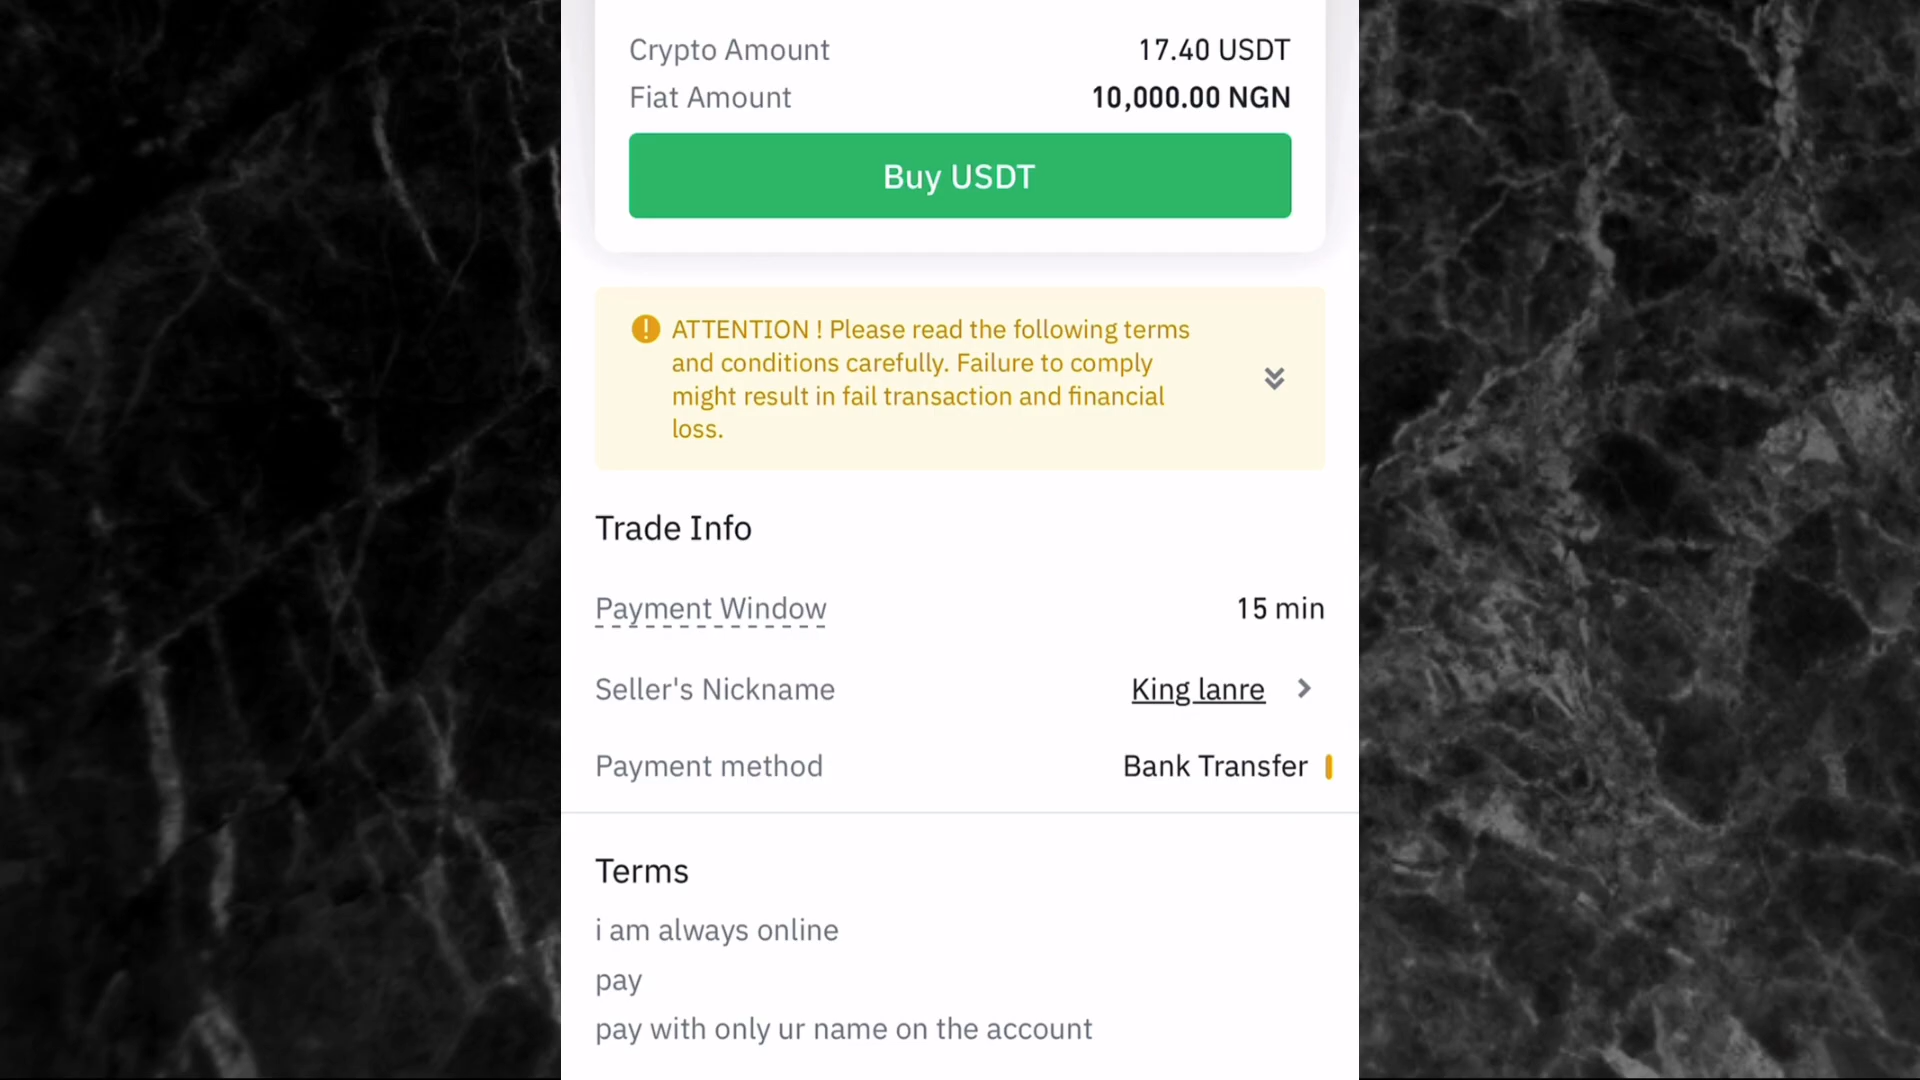 Crypto Amount 17.40 USDT
Fiat Amount 10,000.00 NGN
Buy USDT
ATTENTION ! Please read the following terms
and conditions carefully. Failure to comply
might result in fail transaction and financial
loss.
Trade Info
Payment Window 15 min
Seller's Nickname King lanre
Payment method Bank Transfer
Terms
i am always online
pay
pay with only ur name on the account